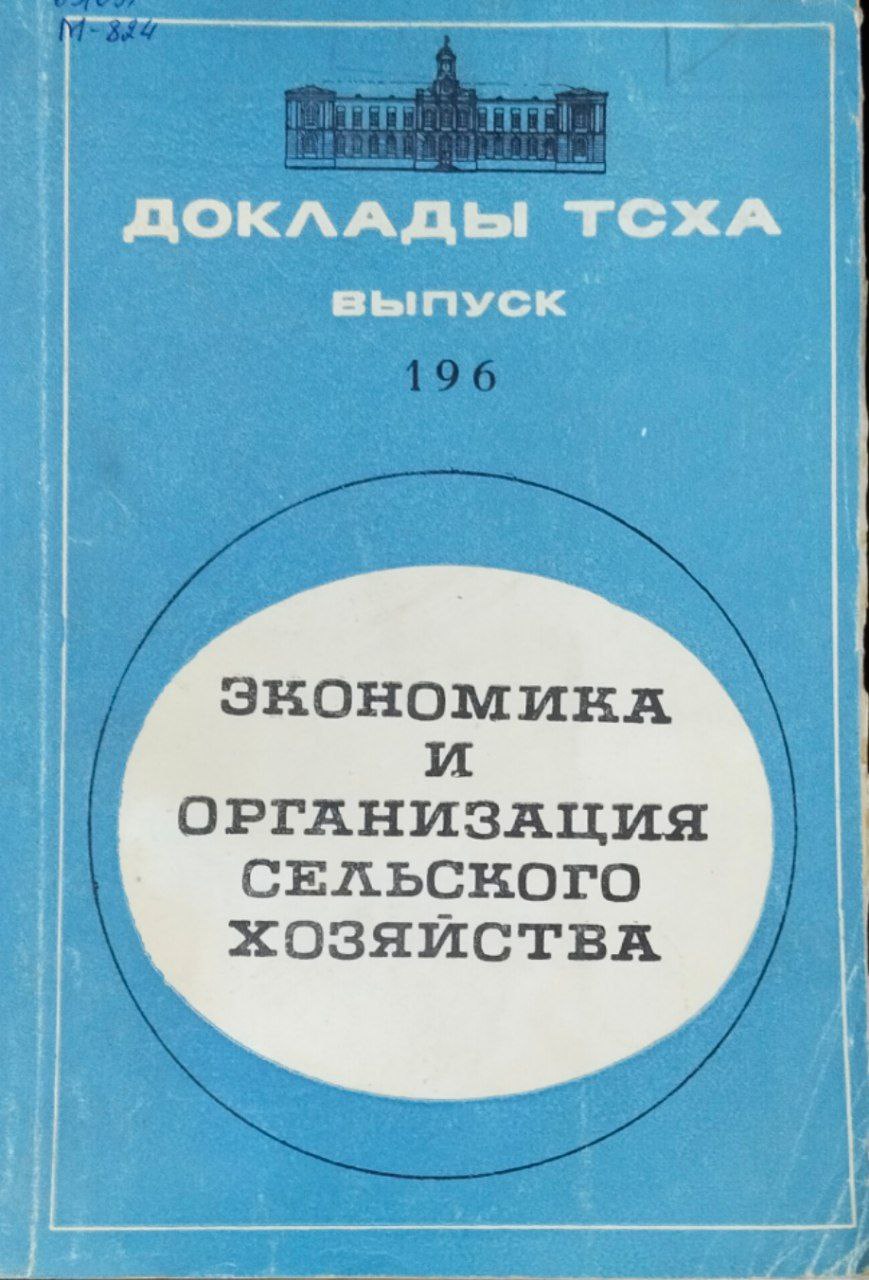 М-824
ДОКЛАДЫ ТСХА
ВЫПУСК
196
ЭКОНОМИКА
И
ОРГАНИЗАЦИЯ
СЕЛЬСКОГО
ХОЗЯЙСТВА